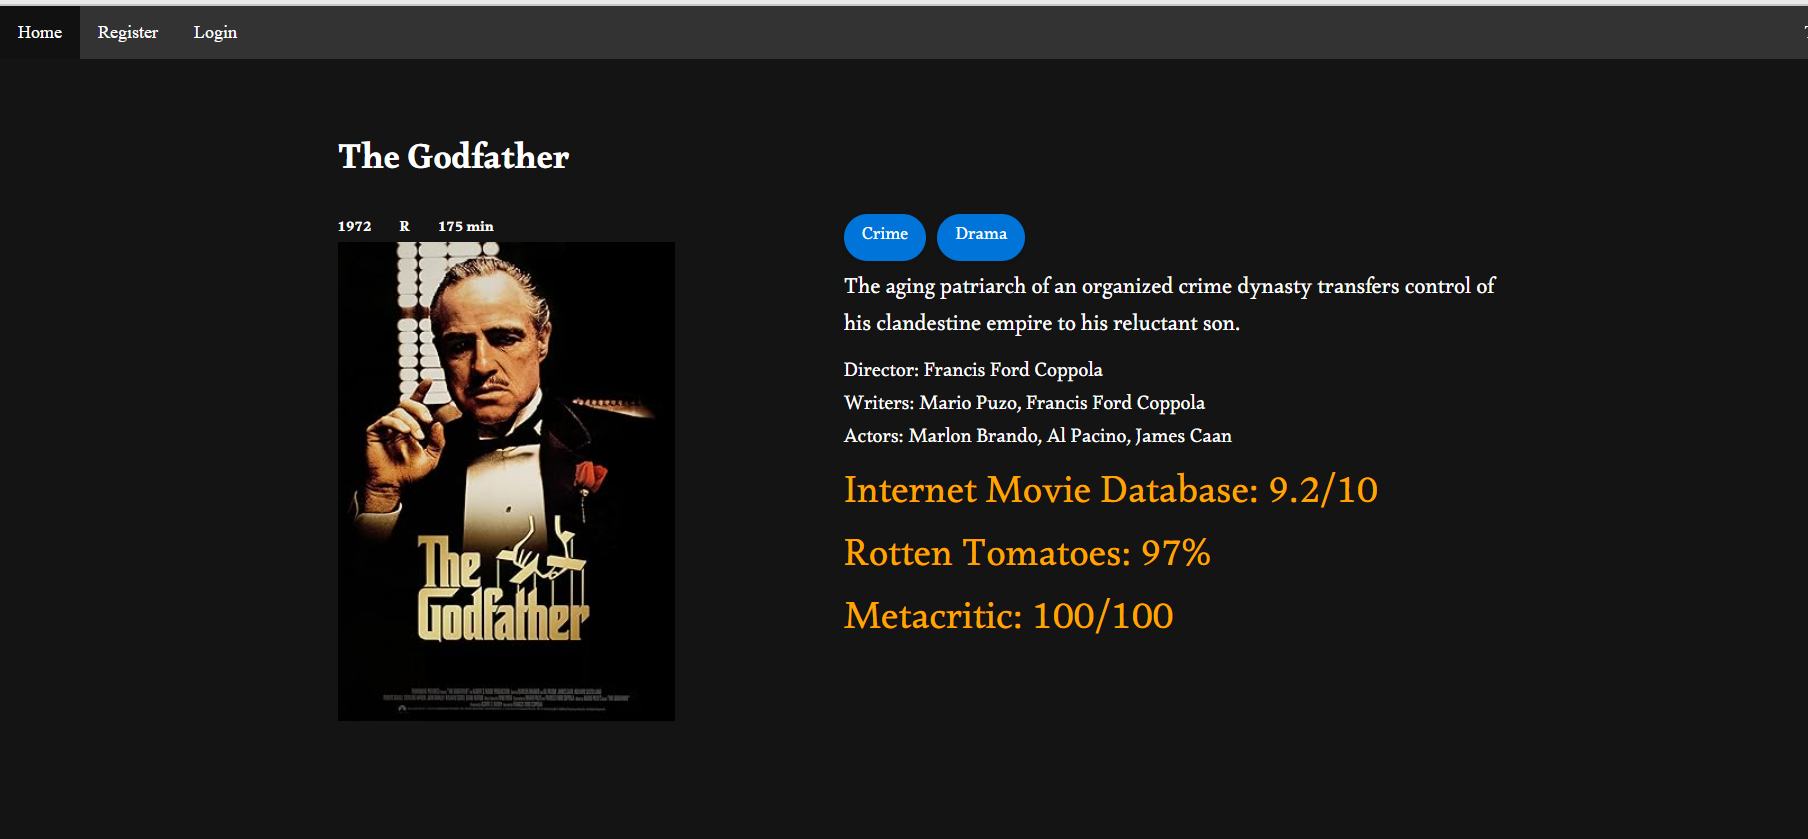 Home Register Login
The Godfather
1972 R 175 min
Crime Drama
The aging patriarch of an organized crime dynasty transfers control of
his clandestine empire to his reluctant son.
Director: Francis Ford Coppola
Writers: Mario Puzo, Francis Ford Coppola
Actors: Marlon Brando, Al Pacino, James Caan
Internet Movie Database: 9.2/10
Rotten Tomatoes: 97%
Metacritic: 100/100
The
Godfather